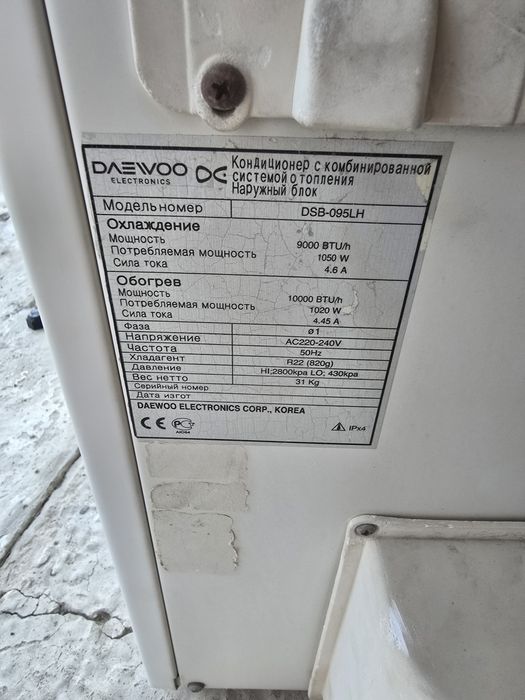 DAEWOO
ELECTRONICS
Кондиционер с комбинированной
системой отопления
Наружный блок
Модель номер DSB-095LH
Охлаждение
Мощность 9000 BTU/h
Потребляемая мощность 1050 W
Сила тока 4.6 A
Обогрев
Мощность 10000 BTU/h
Потребляемая мощность 1020 W
Сила тока 4.45 A
Фаза ø1
Напряжение AC220-240V
Частота 50Hz
Хладагент R22 (820g)
Давление HI;2800kpa LO; 430kpa
Вес нетто 31 Kg
Серийный номер
Дата изгот
DAEWOO ELECTRONICS CORP., KOREA
CE IPx4